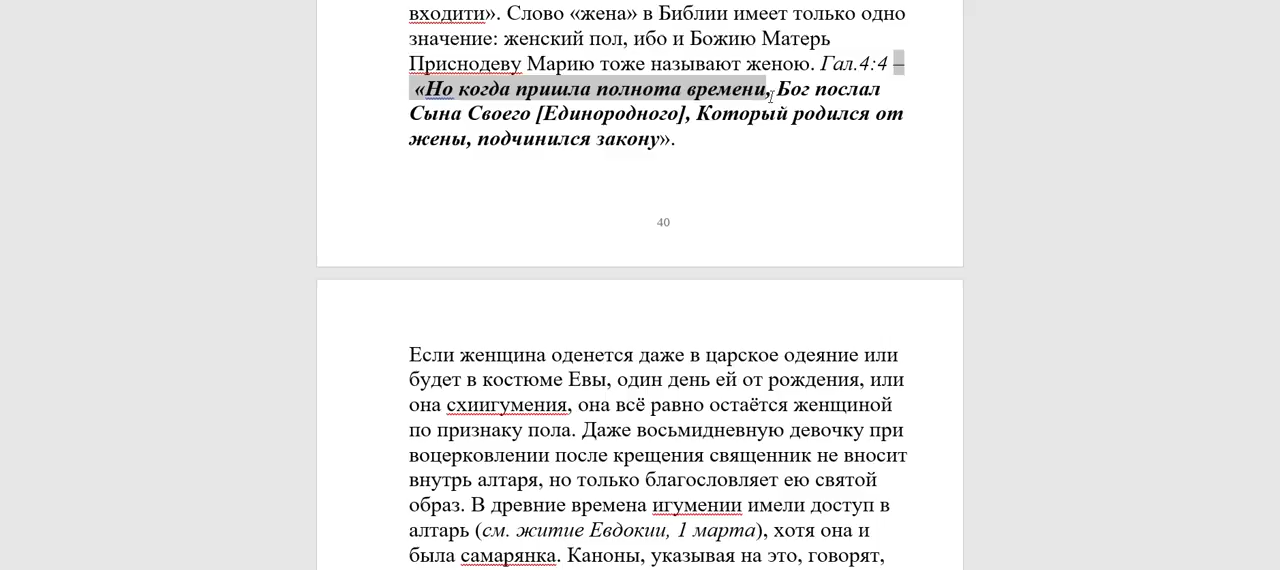 входити». Слово «жена» в Библии имеет только одно
значение: женский пол, ибо и Божию Матерь
Приснодеву Марию тоже называют женою. Гал.4:4 –
«Но когда пришла полнота времени, Бог послал
Сына Своего [Единородного], Который родился от
жены, подчинился закону».
40
Если женщина оденется даже в царское одеяние или
будет в костюме Евы, один день ей от рождения, или
она схиигумения, она всё равно остаётся женщиной
по признаку пола. Даже восьмидневную девочку при
воцерковлении после крещения священник не вносит
внутрь алтаря, но только благословляет ею святой
образ. В древние времена игумении имели доступ в
алтарь (см. житие Евдокии, 1 марта), хотя она и
была самарянка. Каноны, указывая на это, говорят,